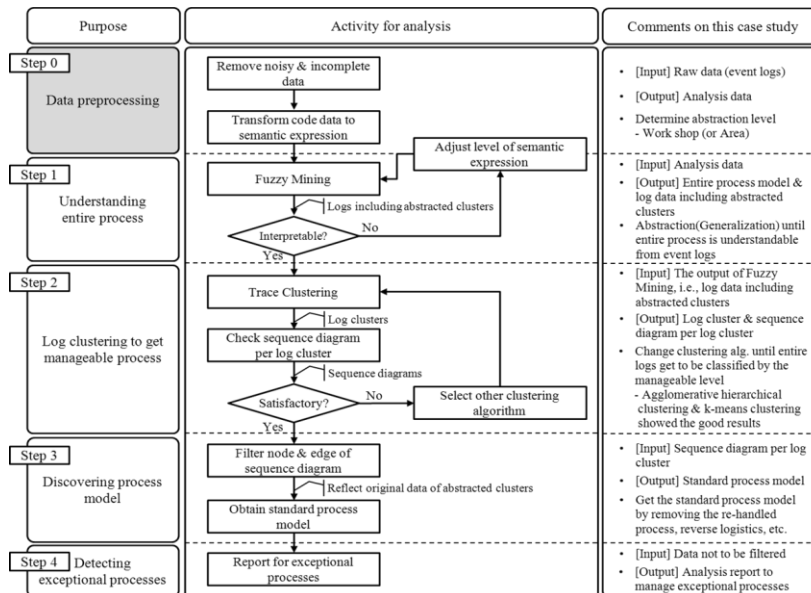 Purpose
Activity for analysis
Comments on this case study
Step 0
Data preprocessing
Remove noisy & incomplete
data
Transform code data to
semantic expression
• [Input] Raw data (event logs)
• [Output] Analysis data
• Determine abstraction level
- Work shop (or Area)
Step 1
Understanding
entire process
Adjust level of semantic
expression
Fuzzy Mining
Logs including abstracted clusters
Interpretable?
No
Yes
• [Input] Analysis data
• [Output] Entire process model &
log data including abstracted
clusters
• Abstraction(Generalization) until
entire process is understandable
from event logs
Step 2
Log clustering to get
manageable process
Trace Clustering
Log clusters
Check sequence diagram
per log cluster
Sequence diagrams
Satisfactory?
No
Select other clustering
algorithm
Yes
• [Input] The output of Fuzzy
Mining, i.e., log data including
abstracted clusters
• [Output] Log cluster & sequence
diagram per log cluster
• Change clustering alg. until entire
logs get to be classified by the
manageable level
- Agglomerative hierarchical
clustering & k-means clustering
showed the good results
Step 3
Discovering process
model
Filter node & edge of
sequence diagram
Reflect original data of abstracted clusters
Obtain standard process
model
• [Input] Sequence diagram per log
cluster
• [Output] Standard process model
• Get the standard process model
by removing the re-handled
process, reverse logistics, etc.
Step 4
Detecting
exceptional processes
Report for exceptional
processes
• [Input] Data not to be filtered
• [Output] Analysis report to
manage exceptional processes